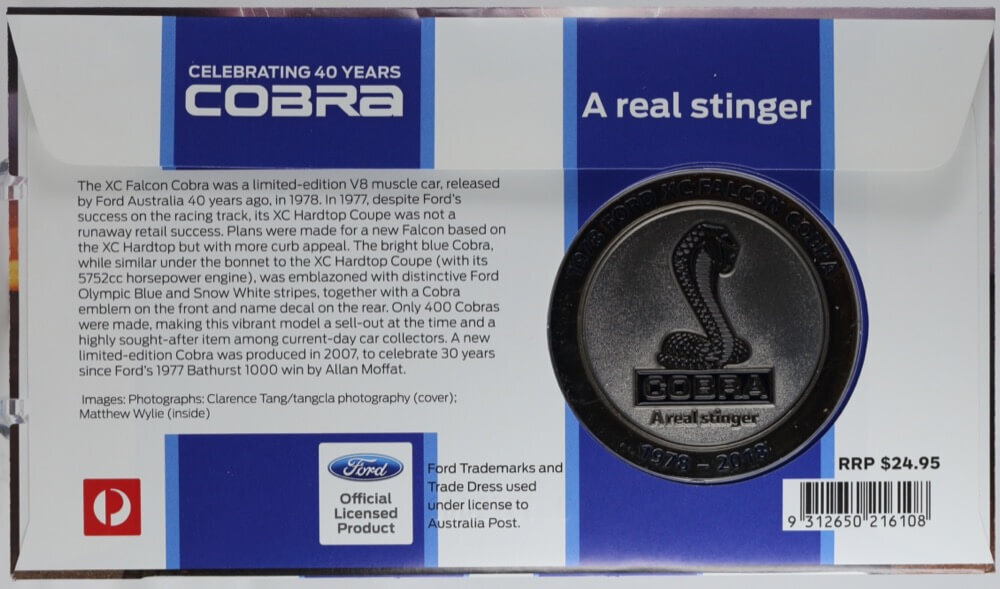 CELEBRATING 40 YEARS
COBRA
A real stinger
The XC Falcon Cobra was a limited-edition V8 muscle car, released
by Ford Australia 40 years ago, in 1978. In 1977, despite Ford's
success on the racing track, its XC Hardtop Coupe was not a
runaway retail success. Plans were made for a new Falcon based on
the XC Hardtop but with more curb appeal. The bright blue Cobra,
while similar under the bonnet to the XC Hardtop Coupe (with its
5752cc horsepower engine), was emblazoned with distinctive Ford
Olympic Blue and Snow White stripes, together with a Cobra
emblem on the front and name decal on the rear. Only 400 Cobras
were made, making this vibrant model a sell-out at the time and a
highly sought-after item among current-day car collectors. A new
limited-edition Cobra was produced in 2007, to celebrate 30 years
since Ford's 1977 Bathurst 1000 win by Allan Moffat.
Images: Photographs: Clarence Tang/tangcla photography (cover);
Matthew Wylie (inside)
1978 FORD XC FALCON COBRA
COBRA
A real stinger
1978 – 2018
Ford
Official
Licensed
Product
Ford Trademarks and
Trade Dress used
under license to
Australia Post.
RRP $24.95
9 312650 216108